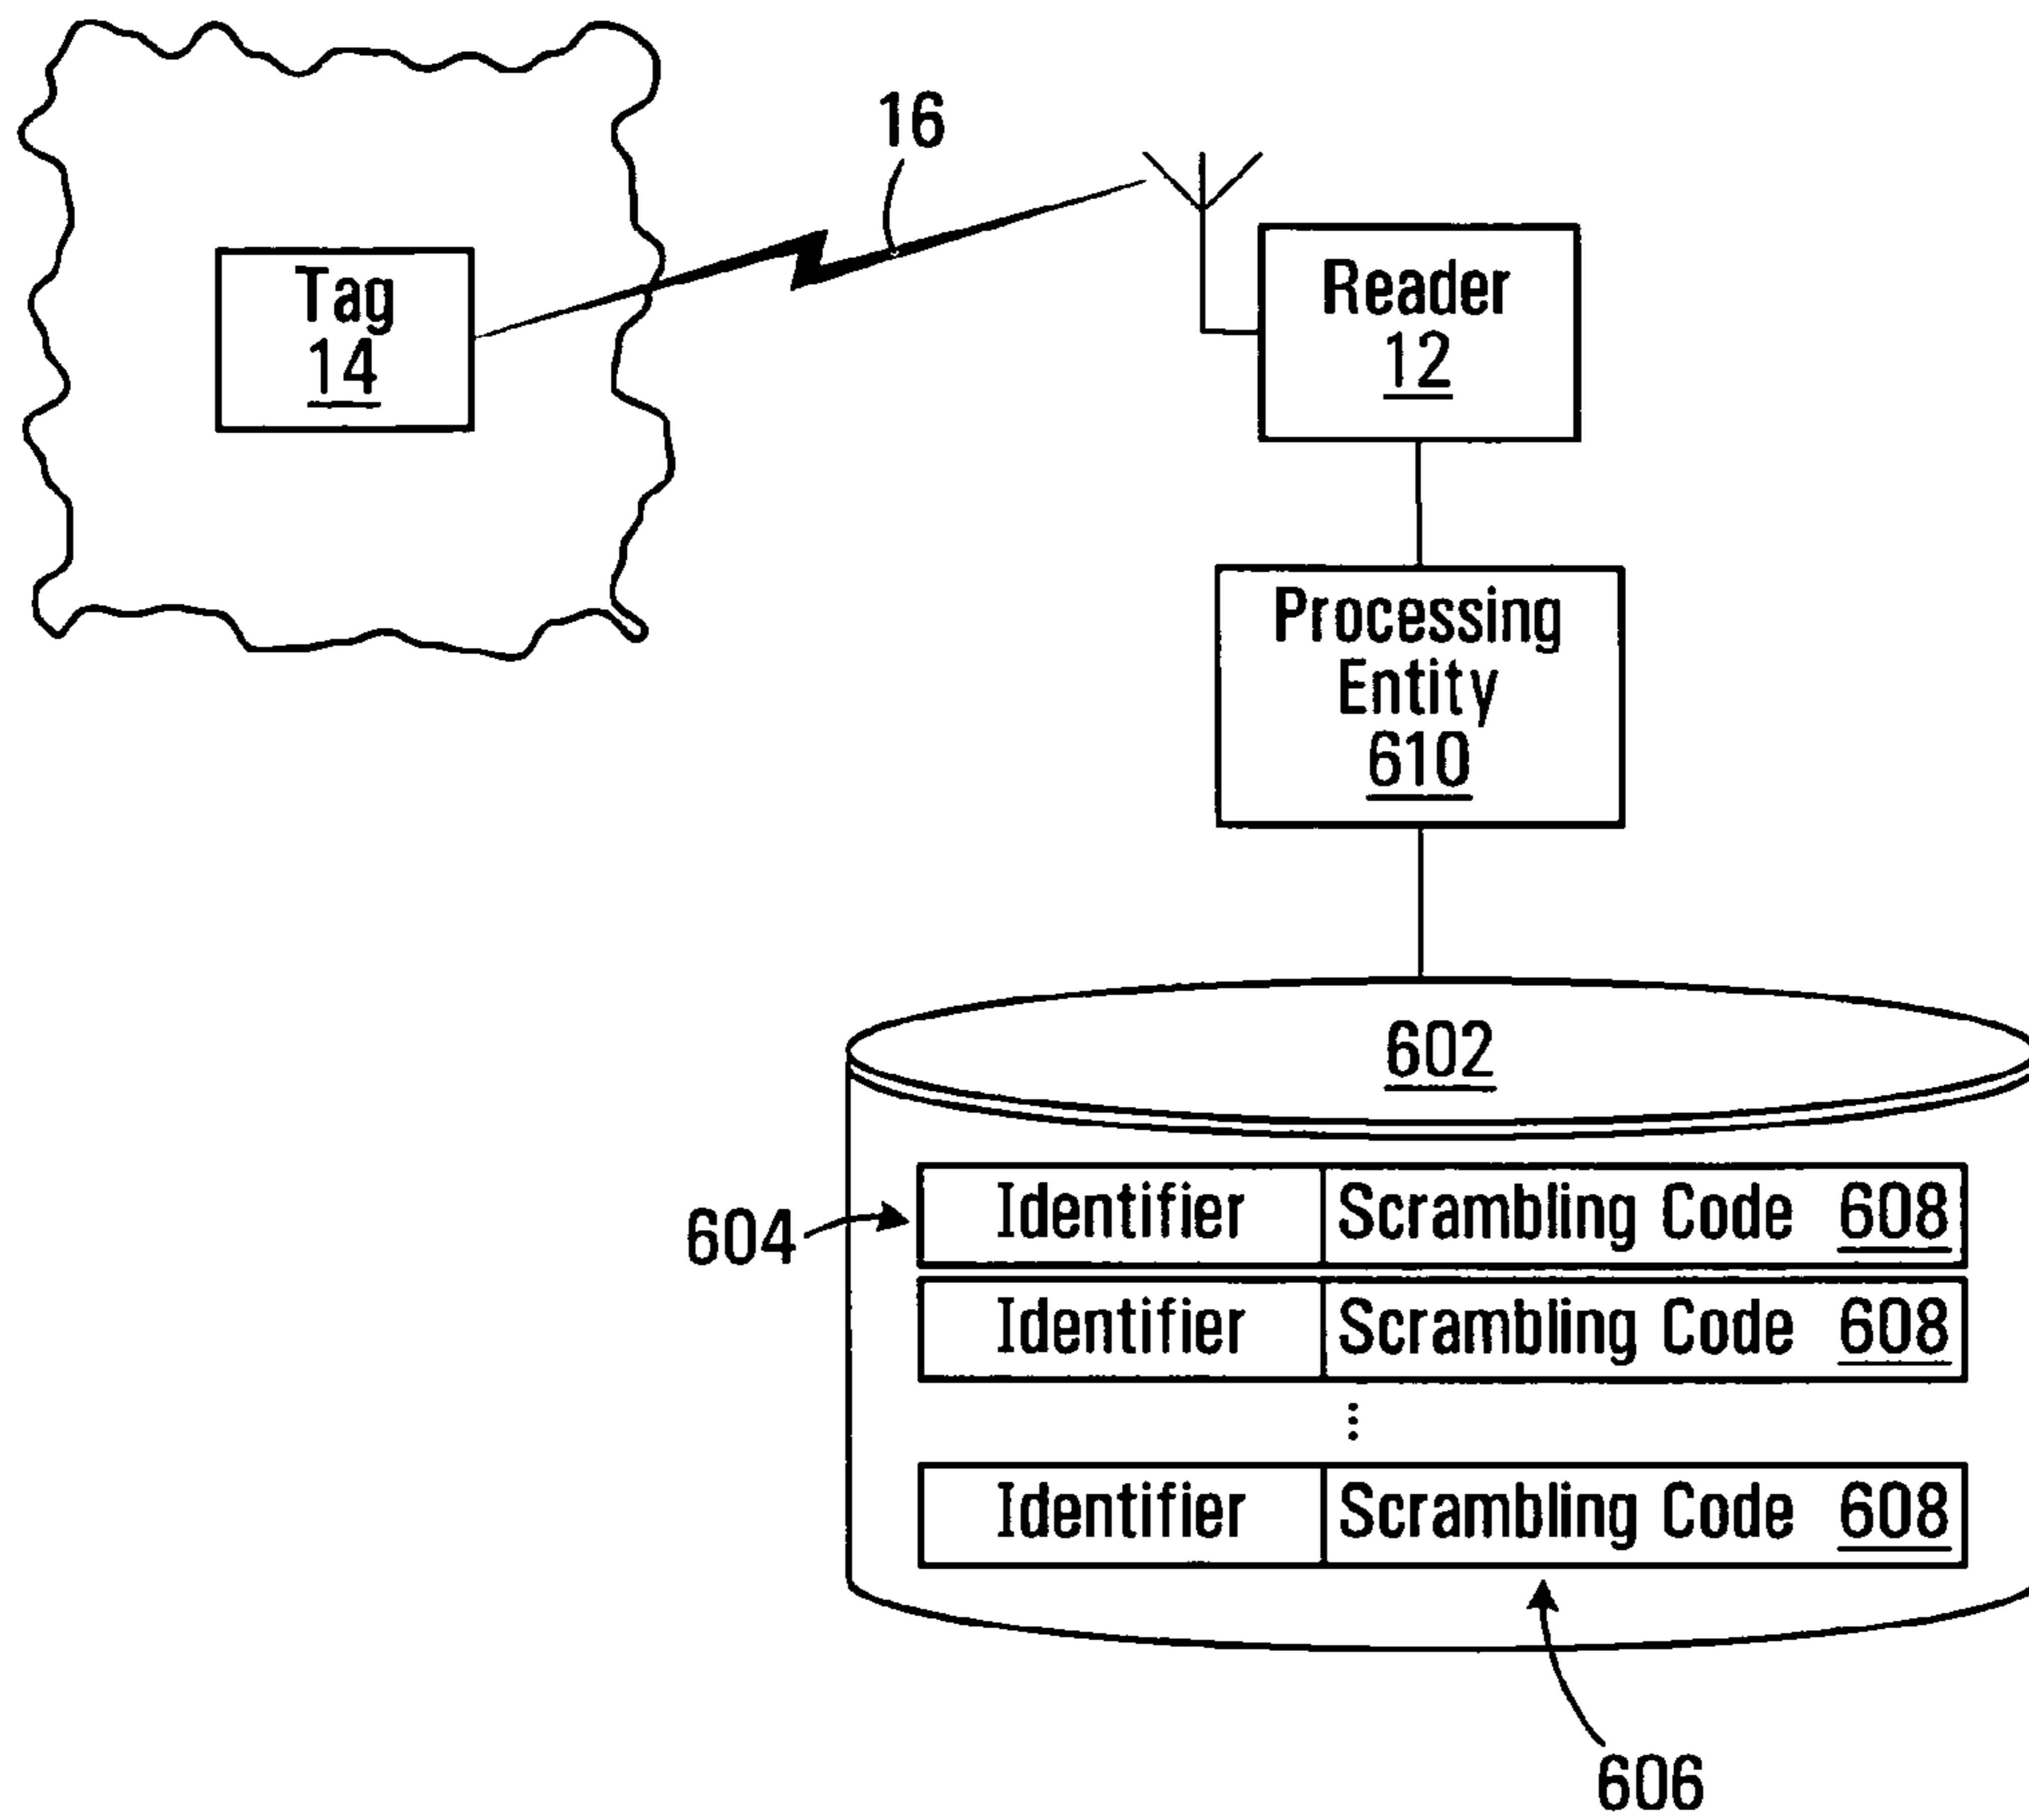 16
Tag
14
Reader
12
Processing
Entity
610
602
604
Identifier Scrambling Code 608
Identifier Scrambling Code 608
⋮
Identifier Scrambling Code 608
606